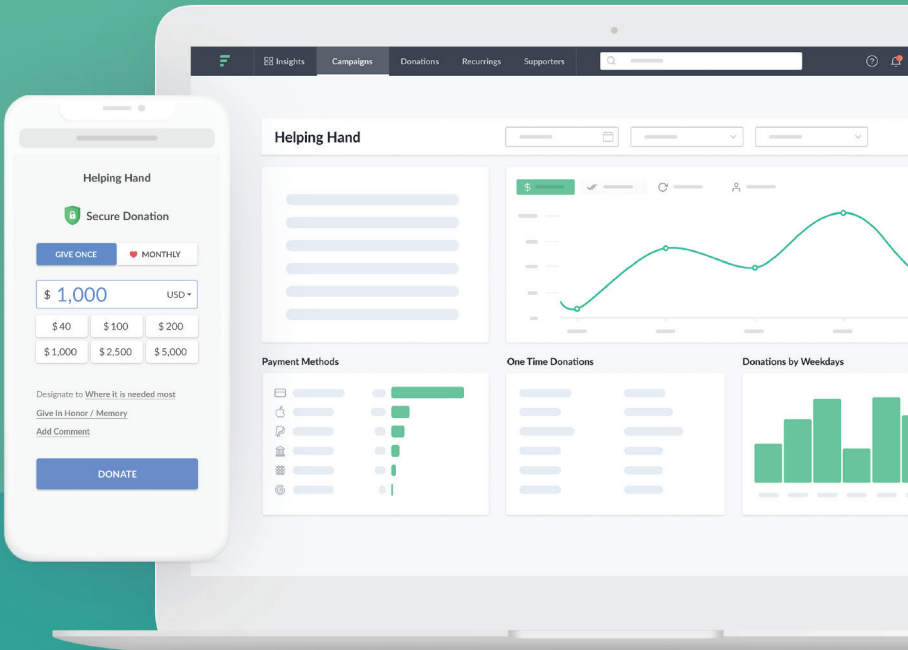 Helping Hand
Secure Donation
GIVE ONCE
MONTHLY
$ 1,000 USD
$ 40 $ 100 $ 200
$ 1,000 $ 2,500 $ 5,000
Designate to Where it is needed most
Give In Honor / Memory
Add Comment
DONATE
Insights Campaigns Donations Recurrings Supporters
Helping Hand
$
Payment Methods
One Time Donations
Donations by Weekdays